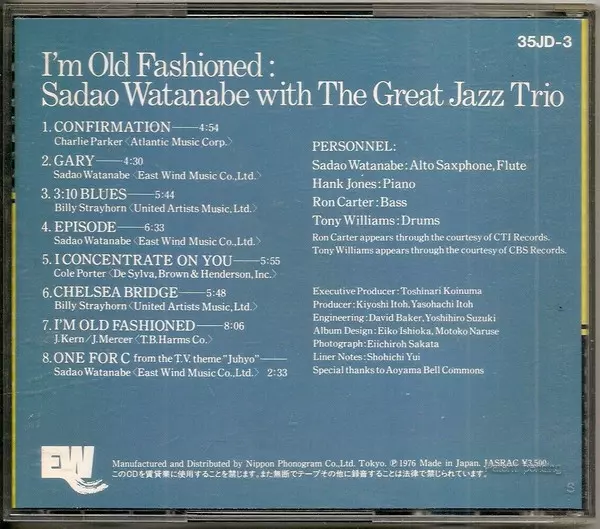 35JD-3
I'm Old Fashioned:
Sadao Watanabe with The Great Jazz Trio
1. CONFIRMATION——4:54
Charlie Parker〈Atlantic Music Corp.〉
2. GARY——4:30
Sadao Watanabe〈East Wind Music Co.,Ltd.〉
3. 3:10 BLUES——5:44
Billy Strayhorn〈United Artists Music, Ltd.〉
4. EPISODE——6:33
Sadao Watanabe〈East Wind Music Co.,Ltd.〉
5. I CONCENTRATE ON YOU——5:55
Cole Porter〈De Sylva, Brown & Henderson, Inc.〉
6. CHELSEA BRIDGE——5:48
Billy Strayhorn〈United Artists Music, Ltd.〉
7. I'M OLD FASHIONED——8:06
J.Kern/J.Mercer〈T.B.Harms Co.〉
8. ONE FOR C from the T.V. theme "Juhyo"——
Sadao Watanabe〈East Wind Music Co.,Ltd.〉 2:33
PERSONNEL:
Sadao Watanabe: Alto Saxphone, Flute
Hank Jones: Piano
Ron Carter: Bass
Tony Williams: Drums
Ron Carter appears through the courtesy of CTI Records.
Tony Williams appears through the courtesy of CBS Records.
Executive Producer: Toshinari Koinuma
Producer: Kiyoshi Itoh, Yasohachi Itoh
Engineering: David Baker, Yoshihiro Suzuki
Album Design: Eiko Ishioka, Motoko Naruse
Photograph: Eiichiroh Sakata
Liner Notes: Shohichi Yui
Special thanks to Aoyama Bell Commons
EW
Manufactured and Distributed by Nippon Phonogram Co., Ltd. Tokyo. Ⓟ 1976 Made in Japan. JASRAC ¥3,500
このCDを賃貸業に使用することを禁じます。また無断でテープその他に録音することは法律で禁じられています。
S